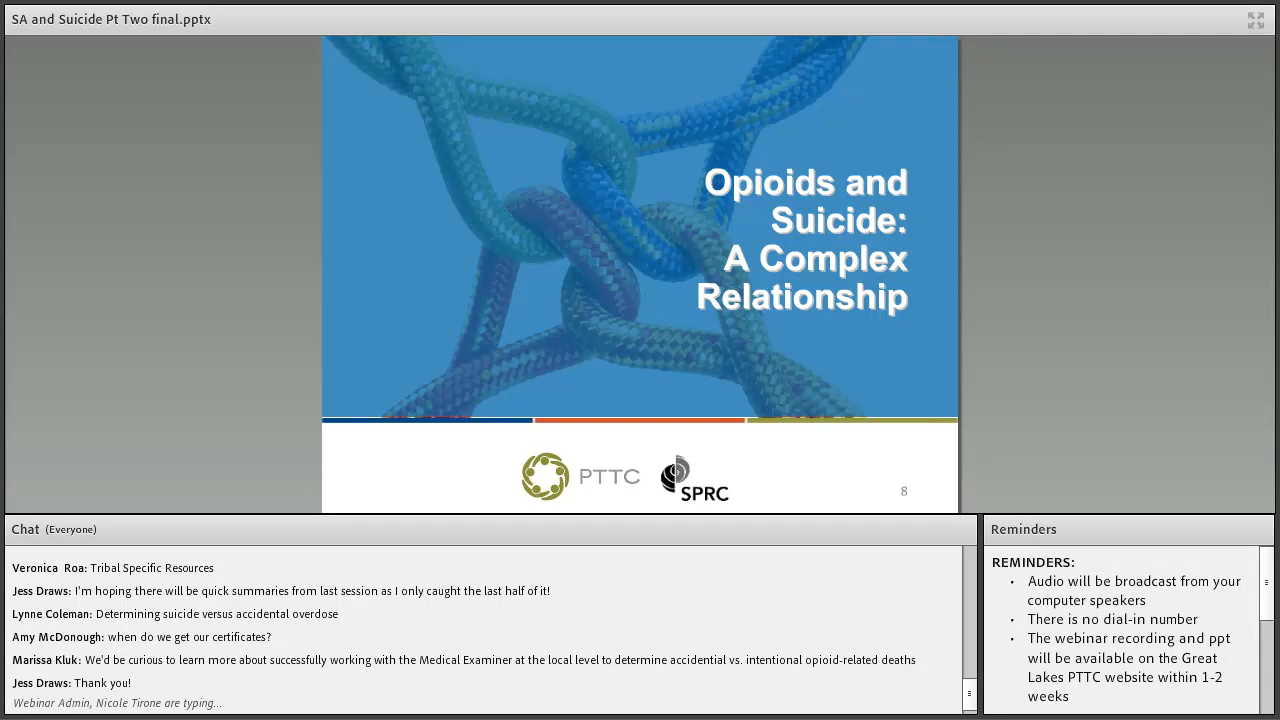 SA and Suicide Pt Two final.pptx
Opioids and
Suicide:
A Complex
Relationship
PTTC
SPRC
8
Chat (Everyone)
Veronica Roa: Tribal Specific Resources
Jess Draws: I'm hoping there will be quick summaries from last session as I only caught the last half of it!
Lynne Coleman: Determining suicide versus accidental overdose
Amy McDonough: when do we get our certificates?
Marissa Kluk: We'd be curious to learn more about successfully working with the Medical Examiner at the local level to determine accidential vs. intentional opioid-related deaths
Jess Draws: Thank you!
Webinar Admin, Nicole Tirone are typing...
Reminders
REMINDERS:
• Audio will be broadcast from your
computer speakers
• There is no dial-in number
• The webinar recording and ppt
will be available on the Great
Lakes PTTC website within 1-2
weeks